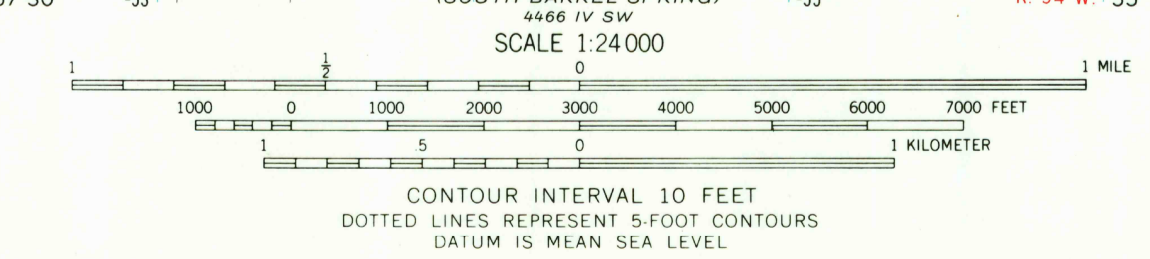 4466 IV SW
SCALE 1:24 000
1 1/2 0 1 MILE
1000 0 1000 2000 3000 4000 5000 6000 7000 FEET
1 .5 0 1 KILOMETER
CONTOUR INTERVAL 10 FEET
DOTTED LINES REPRESENT 5-FOOT CONTOURS
DATUM IS MEAN SEA LEVEL